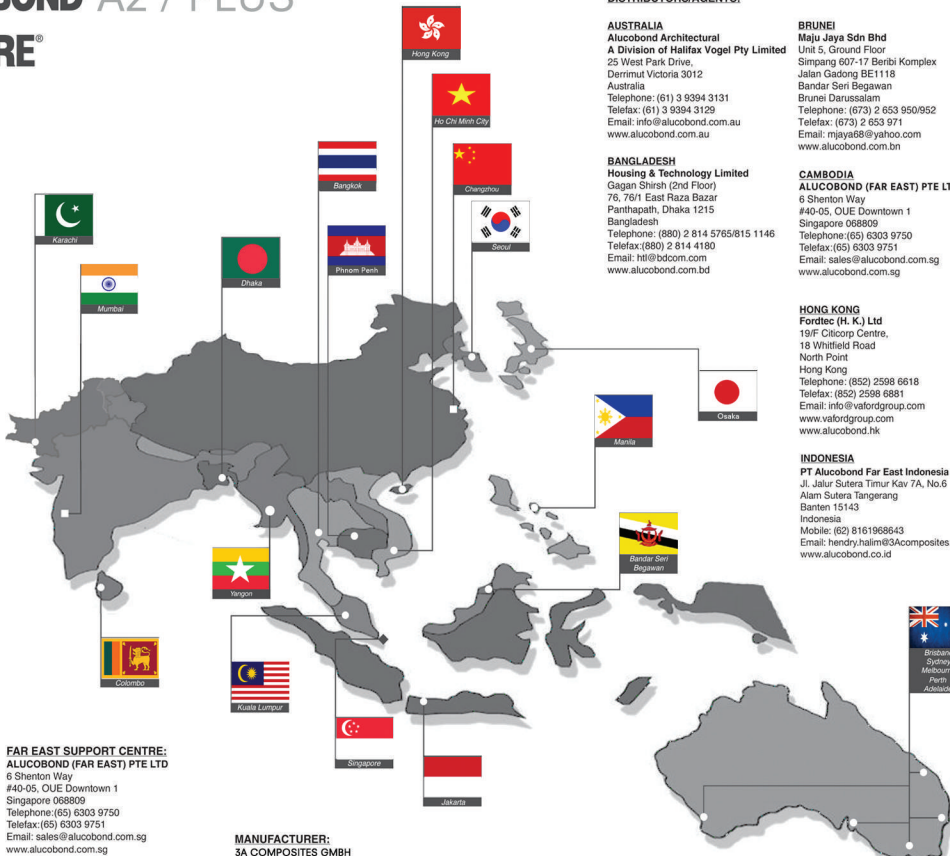 BOND A2 / PLUS
RE®
DISTRIBUTORS/AGENTS:
AUSTRALIA
Alucobond Architectural
A Division of Halifax Vogel Pty Limited
25 West Park Drive,
Derrimut Victoria 3012
Australia
Telephone: (61) 3 9394 3131
Telefax: (61) 3 9394 3129
Email: info@alucobond.com.au
www.alucobond.com.au
BANGLADESH
Housing & Technology Limited
Gagan Shirsh (2nd Floor)
76, 76/1 East Raza Bazar
Panthapath, Dhaka 1215
Bangladesh
Telephone: (880) 2 814 5765/815 1146
Telefax:(880) 2 814 4180
Email: htl@bdcom.com
www.alucobond.com.bd
BRUNEI
Maju Jaya Sdn Bhd
Unit 5, Ground Floor
Simpang 607-17 Beribi Komplex
Jalan Gadong BE1118
Bandar Seri Begawan
Brunei Darussalam
Telephone: (673) 2 653 950/952
Telefax: (673) 2 653 971
Email: mjaya68@yahoo.com
www.alucobond.com.bn
CAMBODIA
ALUCOBOND (FAR EAST) PTE LT
6 Shenton Way
#40-05, OUE Downtown 1
Singapore 068809
Telephone:(65) 6303 9750
Telefax:(65) 6303 9751
Email: sales@alucobond.com.sg
www.alucobond.com.sg
HONG KONG
Fordtec (H. K.) Ltd
19/F Citicorp Centre,
18 Whitfield Road
North Point
Hong Kong
Telephone: (852) 2598 6618
Telefax: (852) 2598 6881
Email: info@vafordgroup.com
www.vafordgroup.com
www.alucobond.hk
INDONESIA
PT Alucobond Far East Indonesia
Jl. Jalur Sutera Timur Kav 7A, No.6
Alam Sutera Tangerang
Banten 15143
Indonesia
Mobile: (62) 8161968643
Email: hendry.halim@3Acomposites
www.alucobond.co.id
Hong Kong
Ho Chi Minh City
Bangkok
Changzhou
Karachi
Seoul
Phnom Penh
Dhaka
Mumbai
Osaka
Manila
Bandar Seri
Begawan
Yangon
Colombo
Kuala Lumpur
Singapore
Jakarta
Brisban
Sydney
Melbourn
Perth
Adelaid
FAR EAST SUPPORT CENTRE:
ALUCOBOND (FAR EAST) PTE LTD
6 Shenton Way
#40-05, OUE Downtown 1
Singapore 068809
Telephone:(65) 6303 9750
Telefax:(65) 6303 9751
Email: sales@alucobond.com.sg
www.alucobond.com.sg
MANUFACTURER:
3A COMPOSITES GMBH